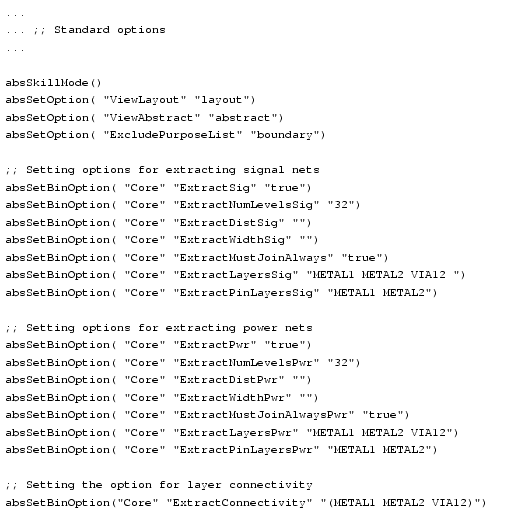 ...
... ;; Standard options
...
absSkillMode()
absSetOption( "ViewLayout" "layout")
absSetOption( "ViewAbstract" "abstract")
absSetOption( "ExcludePurposeList" "boundary")
;; Setting options for extracting signal nets
absSetBinOption( "Core" "ExtractSig" "true")
absSetBinOption( "Core" "ExtractNumLevelsSig" "32")
absSetBinOption( "Core" "ExtractDistSig" "")
absSetBinOption( "Core" "ExtractWidthSig" "")
absSetBinOption( "Core" "ExtractMustJoinAlways" "true")
absSetBinOption( "Core" "ExtractLayersSig" "METAL1 METAL2 VIA12 ")
absSetBinOption( "Core" "ExtractPinLayersSig" "METAL1 METAL2")
;; Setting options for extracting power nets
absSetBinOption( "Core" "ExtractPwr" "true")
absSetBinOption( "Core" "ExtractNumLevelsPwr" "32")
absSetBinOption( "Core" "ExtractDistPwr" "")
absSetBinOption( "Core" "ExtractWidthPwr" "")
absSetBinOption( "Core" "ExtractMustJoinAlwaysPwr" "true")
absSetBinOption( "Core" "ExtractLayersPwr" "METAL1 METAL2 VIA12")
absSetBinOption( "Core" "ExtractPinLayersPwr" "METAL1 METAL2")
;; Setting the option for layer connectivity
absSetBinOption("Core" "ExtractConnectivity" "(METAL1 METAL2 VIA12)")